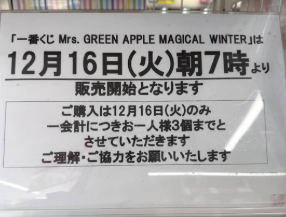 「一番くじ Mrs. GREEN APPLE MAGICAL WINTER」は
12月16日(火)朝7時より
販売開始となります
ご購入は12月16日(火)のみ
一会計につきお一人様3個までと
させていただきます
ご理解・ご協力をお願いいたします